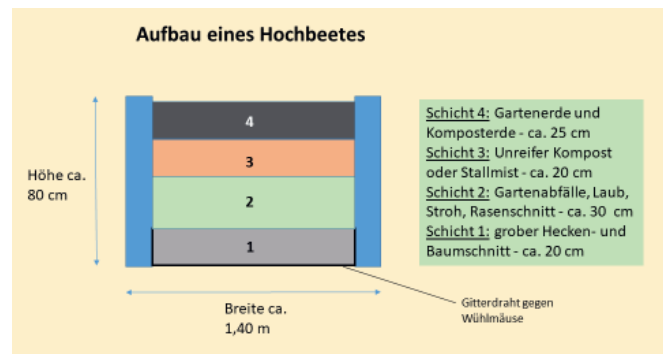 Aufbau eines Hochbeetes
Höhe ca.
80 cm
4
3
2
1
Breite ca.
1,40 m
Schicht 4: Gartenerde und
Komposterde - ca. 25 cm
Schicht 3: Unreifer Kompost
oder Stallmist - ca. 20 cm
Schicht 2: Gartenabfälle, Laub,
Stroh, Rasenschnitt - ca. 30 cm
Schicht 1: grober Hecken- und
Baumschnitt - ca. 20 cm
Gitterdraht gegen
Wühlmäuse